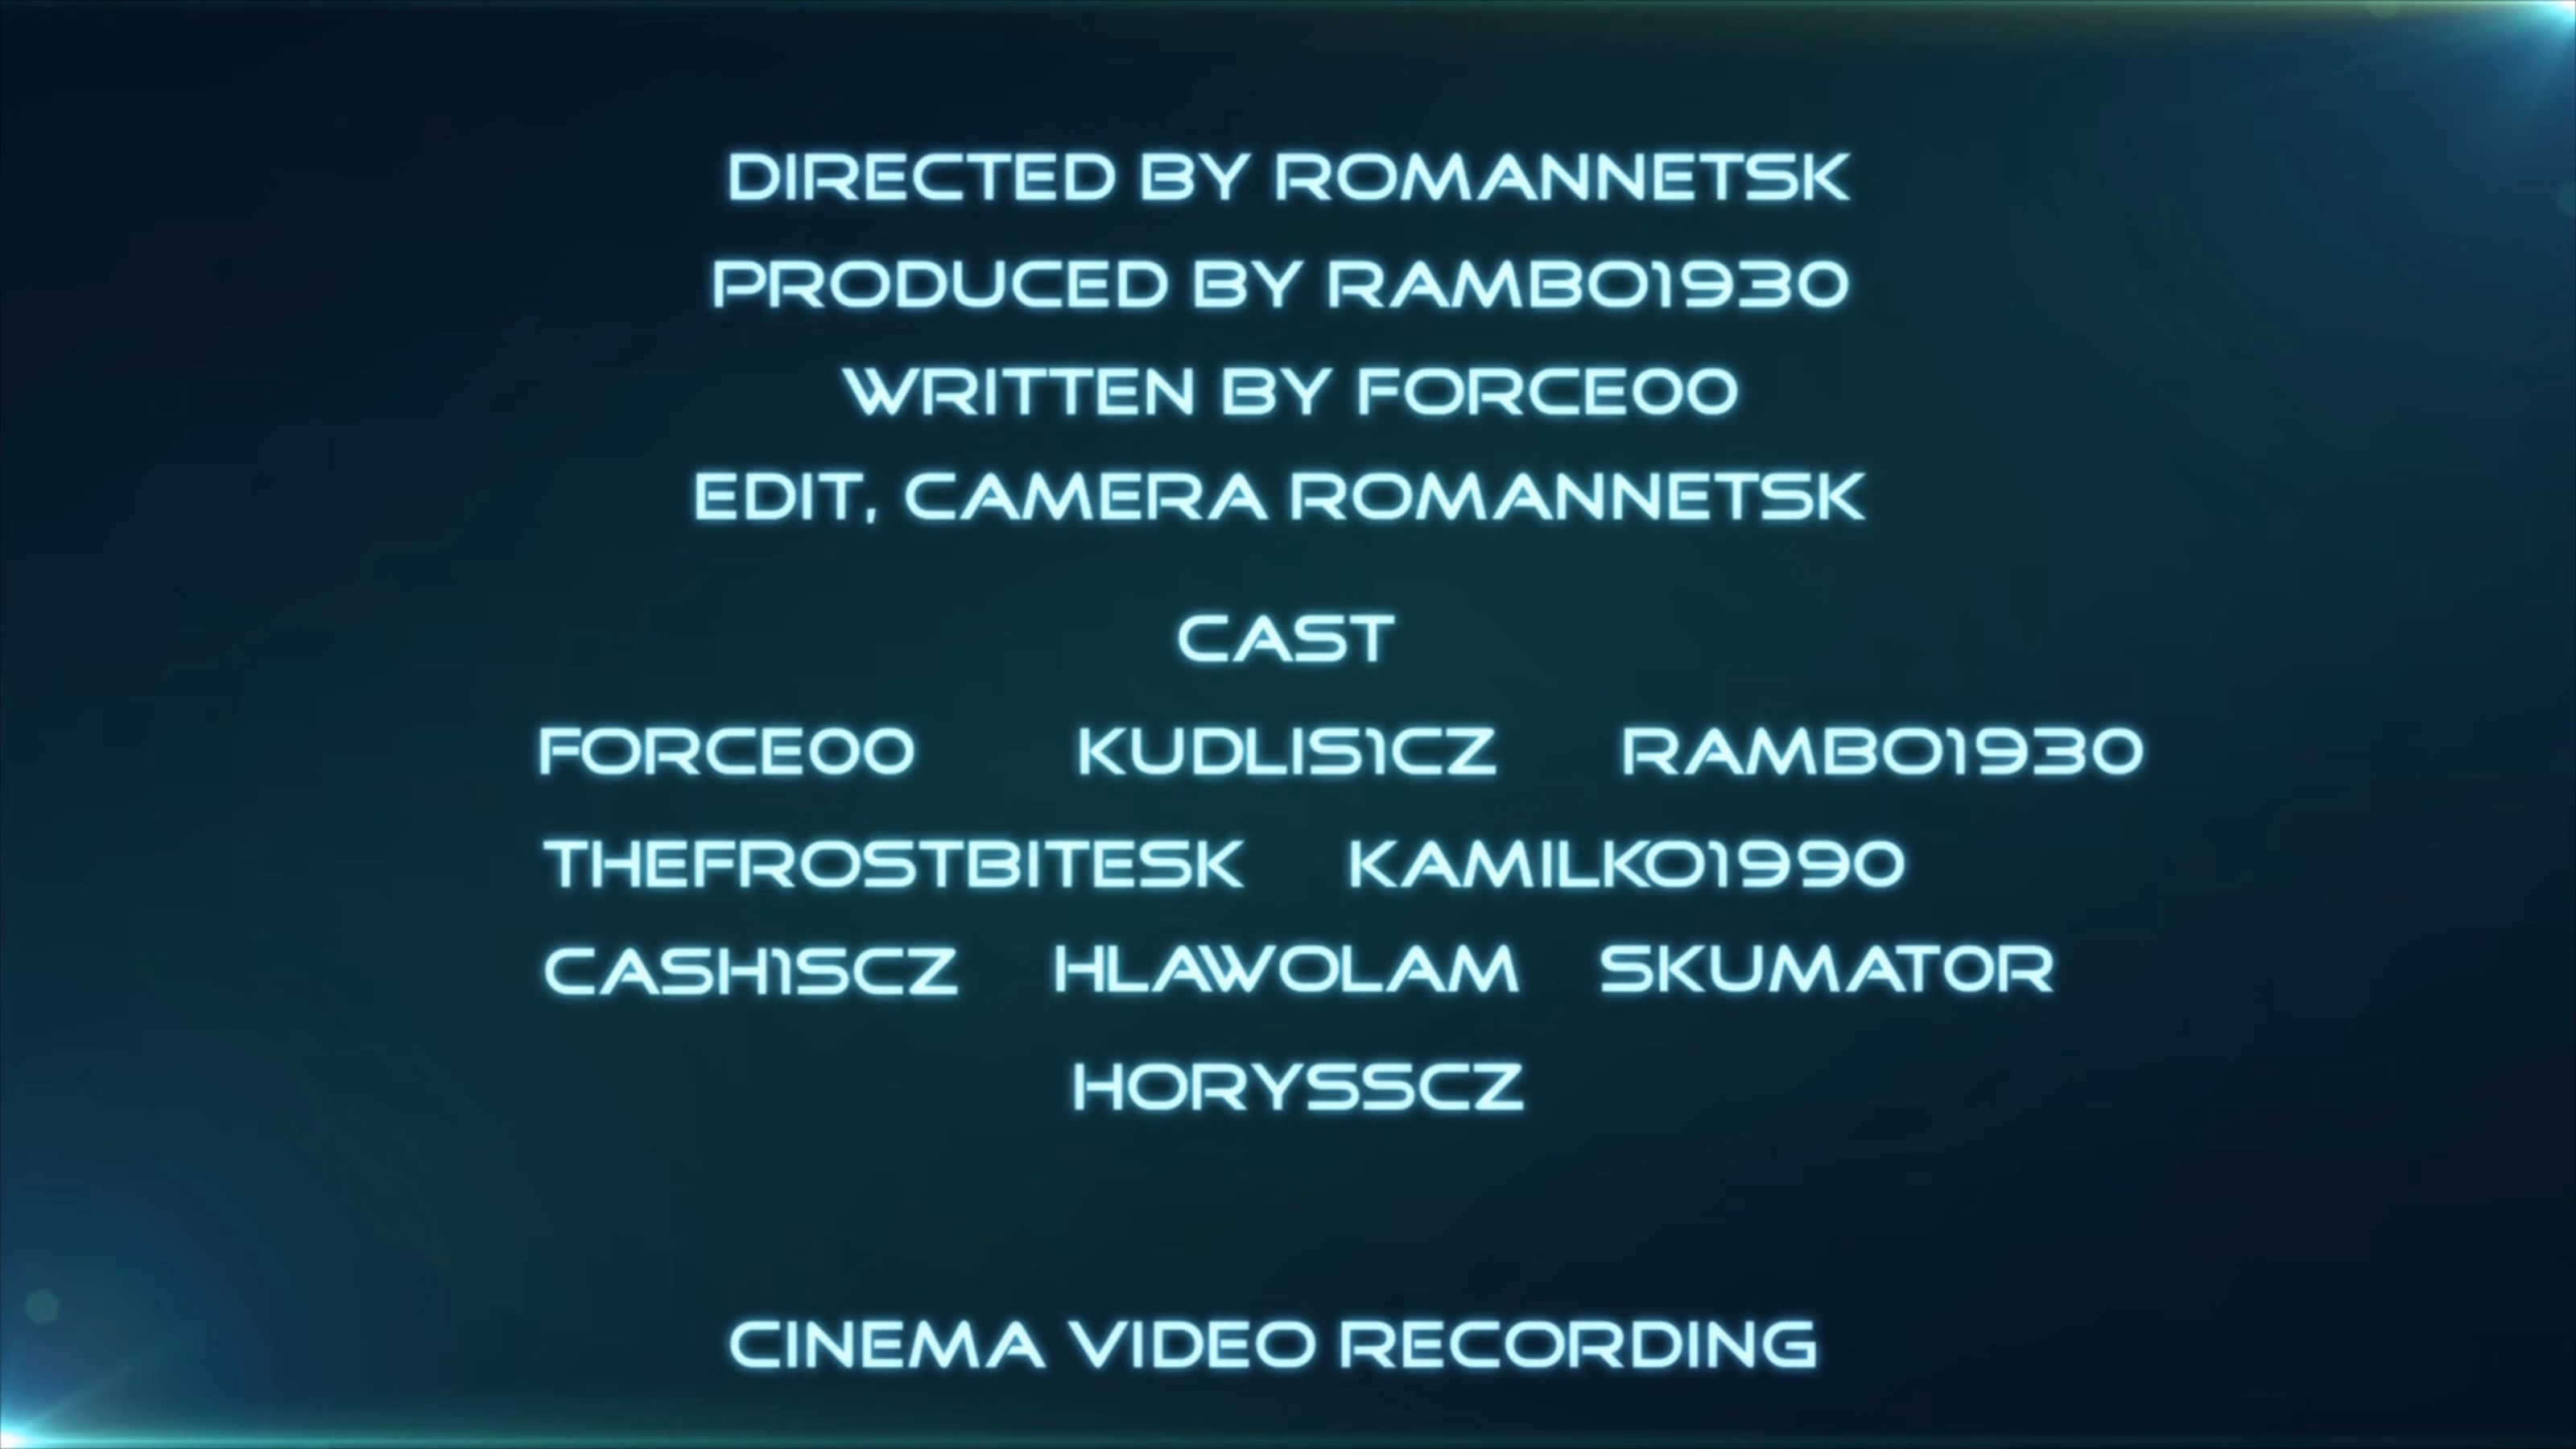 DIRECTED BY ROMANNETSK
PRODUCED BY RAMBO1930
WRITTEN BY FORCE00
EDIT, CAMERA ROMANNETSK
CAST
FORCE00 KUDLIS1CZ RAMBO1930
THEFROSTBITESK KAMILKO1990
CASH1SCZ HLAWOLAM SKUMATOR
HORYSSCZ
CINEMA VIDEO RECORDING